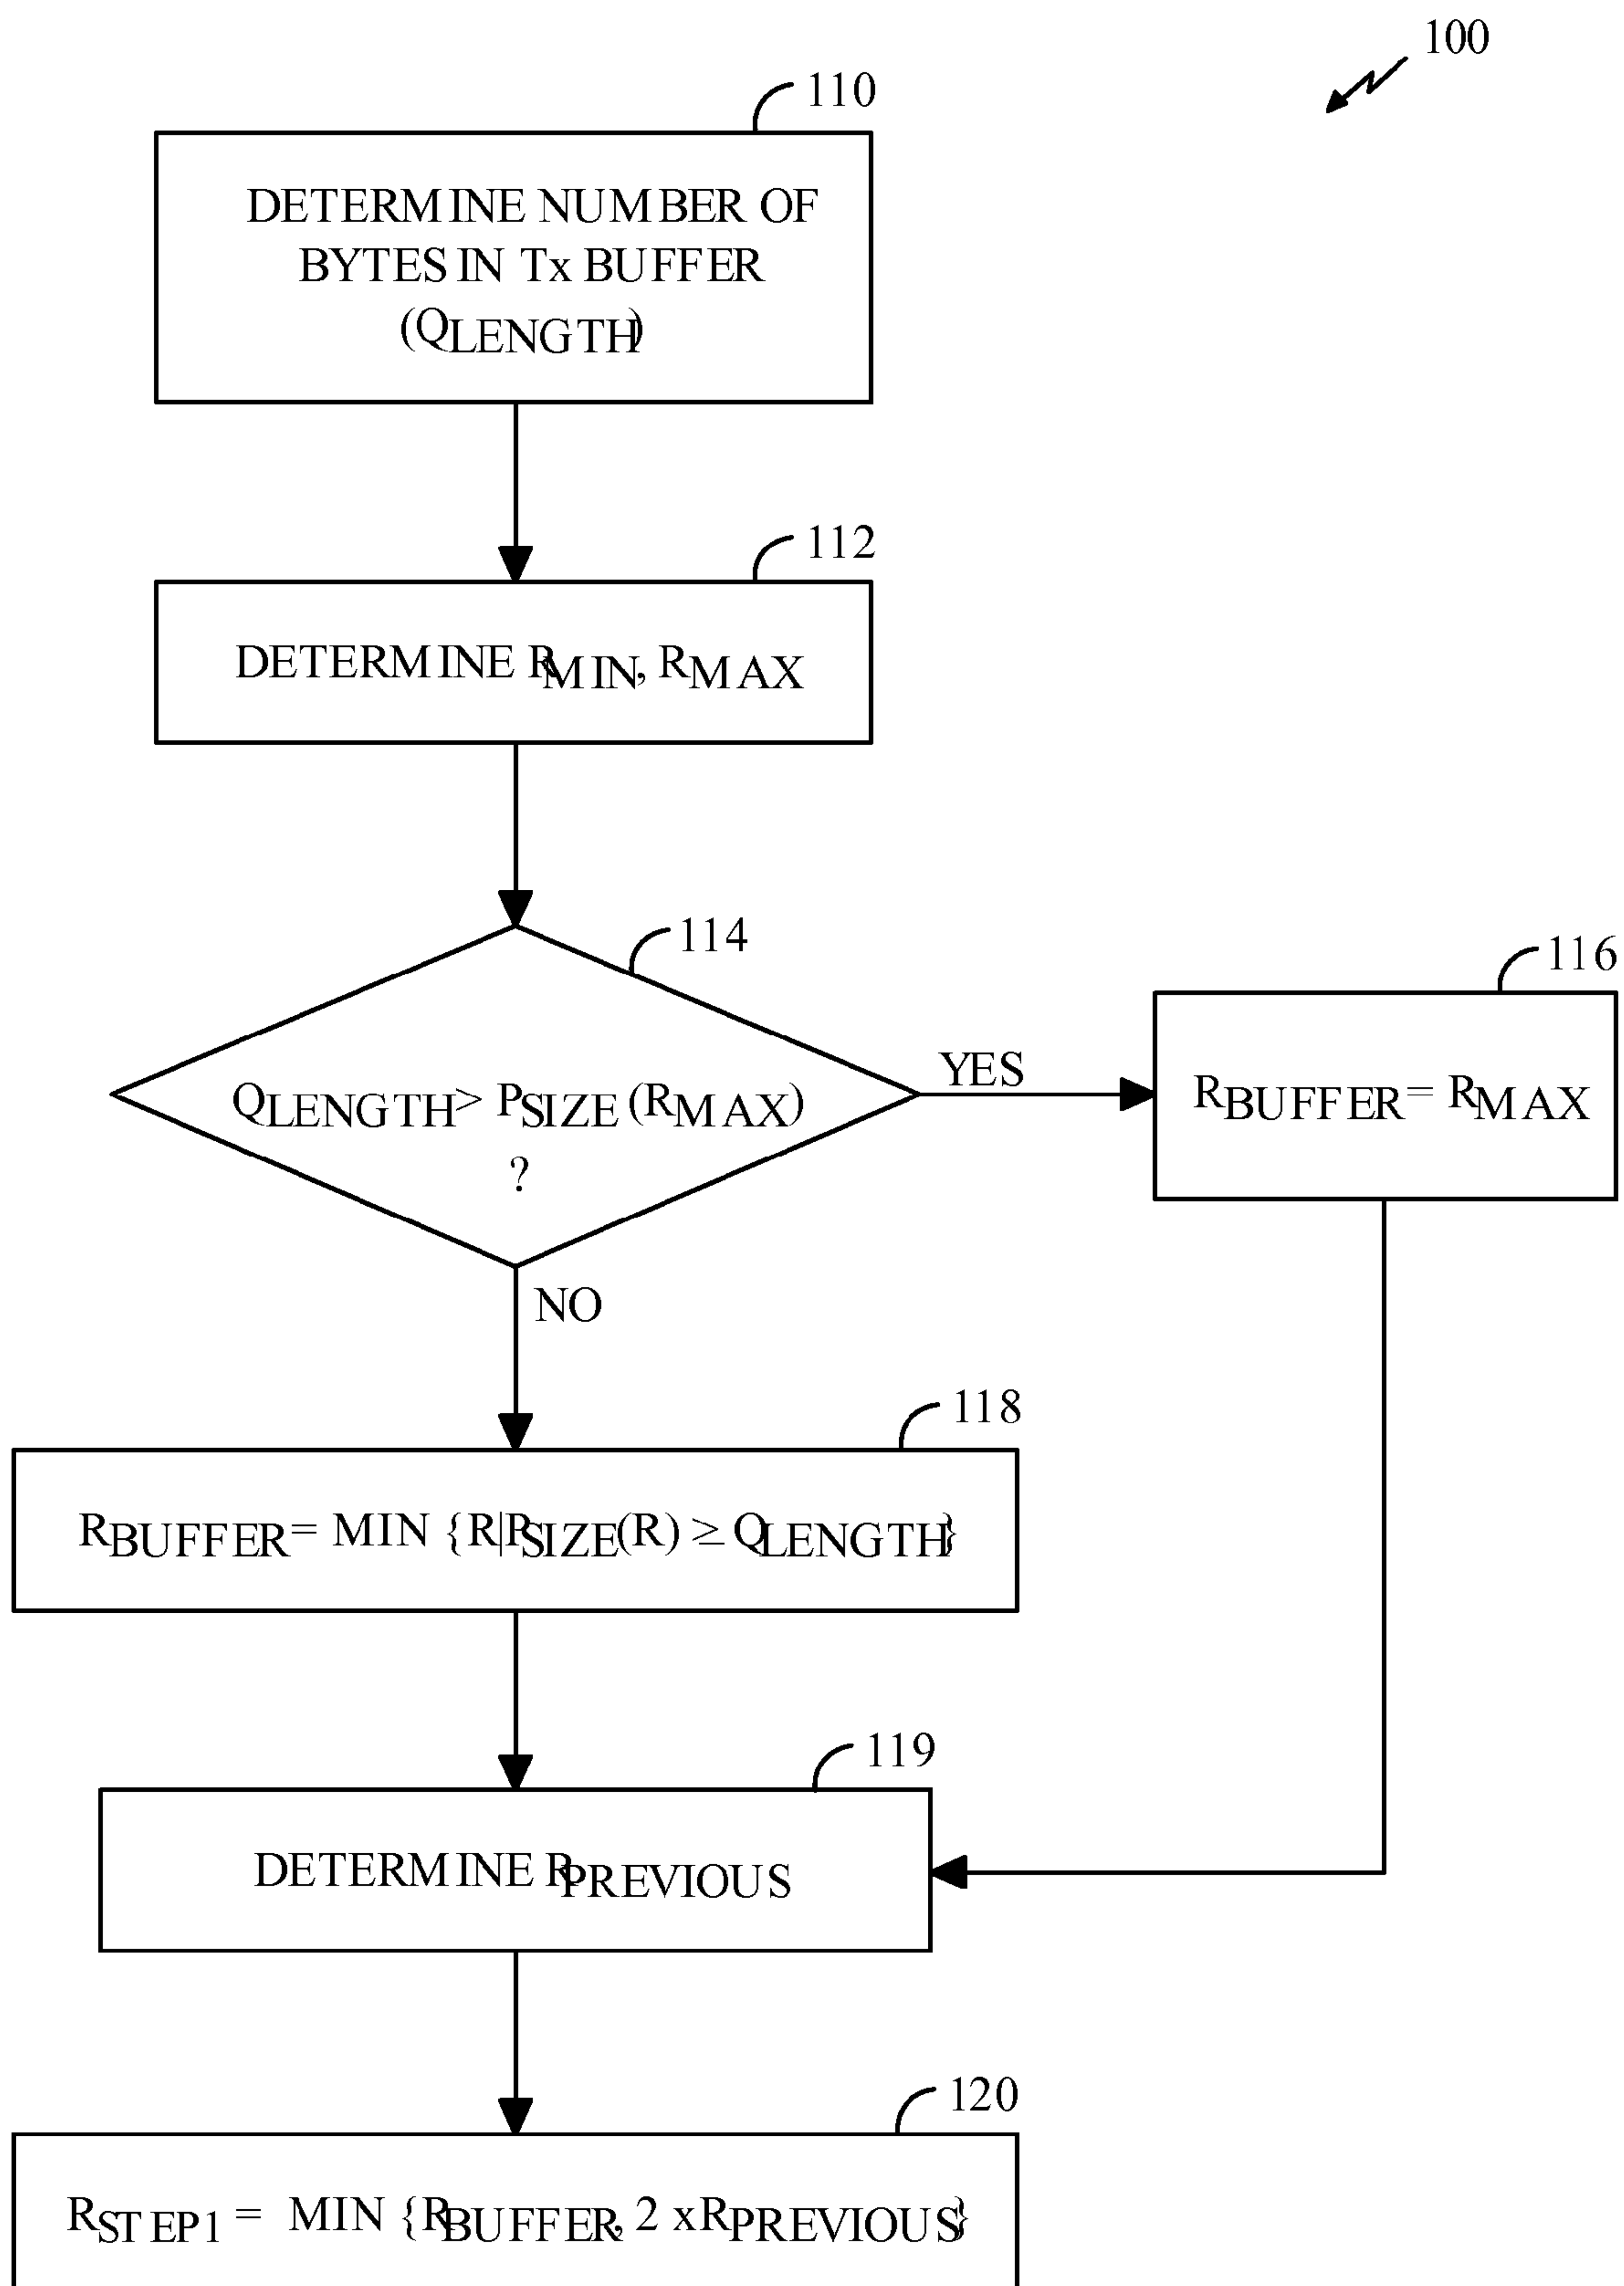 100
110
DETERMINE NUMBER OF
BYTES IN Tx BUFFER
(QLENGTH)
112
DETERMINE RMIN, RMAX
114
QLENGTH > PSIZE (RMAX)
?
YES
116
RBUFFER = RMAX
NO
118
RBUFFER = MIN {R|PSIZE(R) ≥ QLENGTH}
119
DETERMINE RPREVIOUS
120
RSTEP1 = MIN {RBUFFER, 2 x RPREVIOUS}